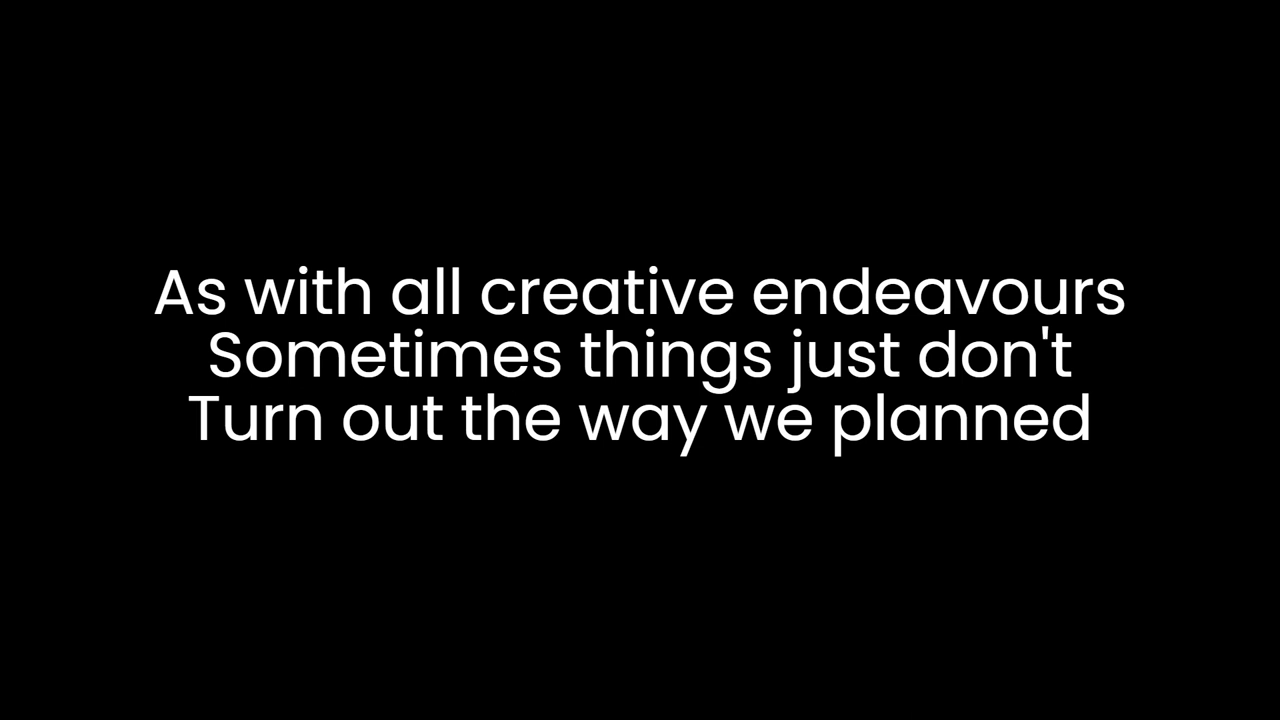 As with all creative endeavours
Sometimes things just don't
Turn out the way we planned